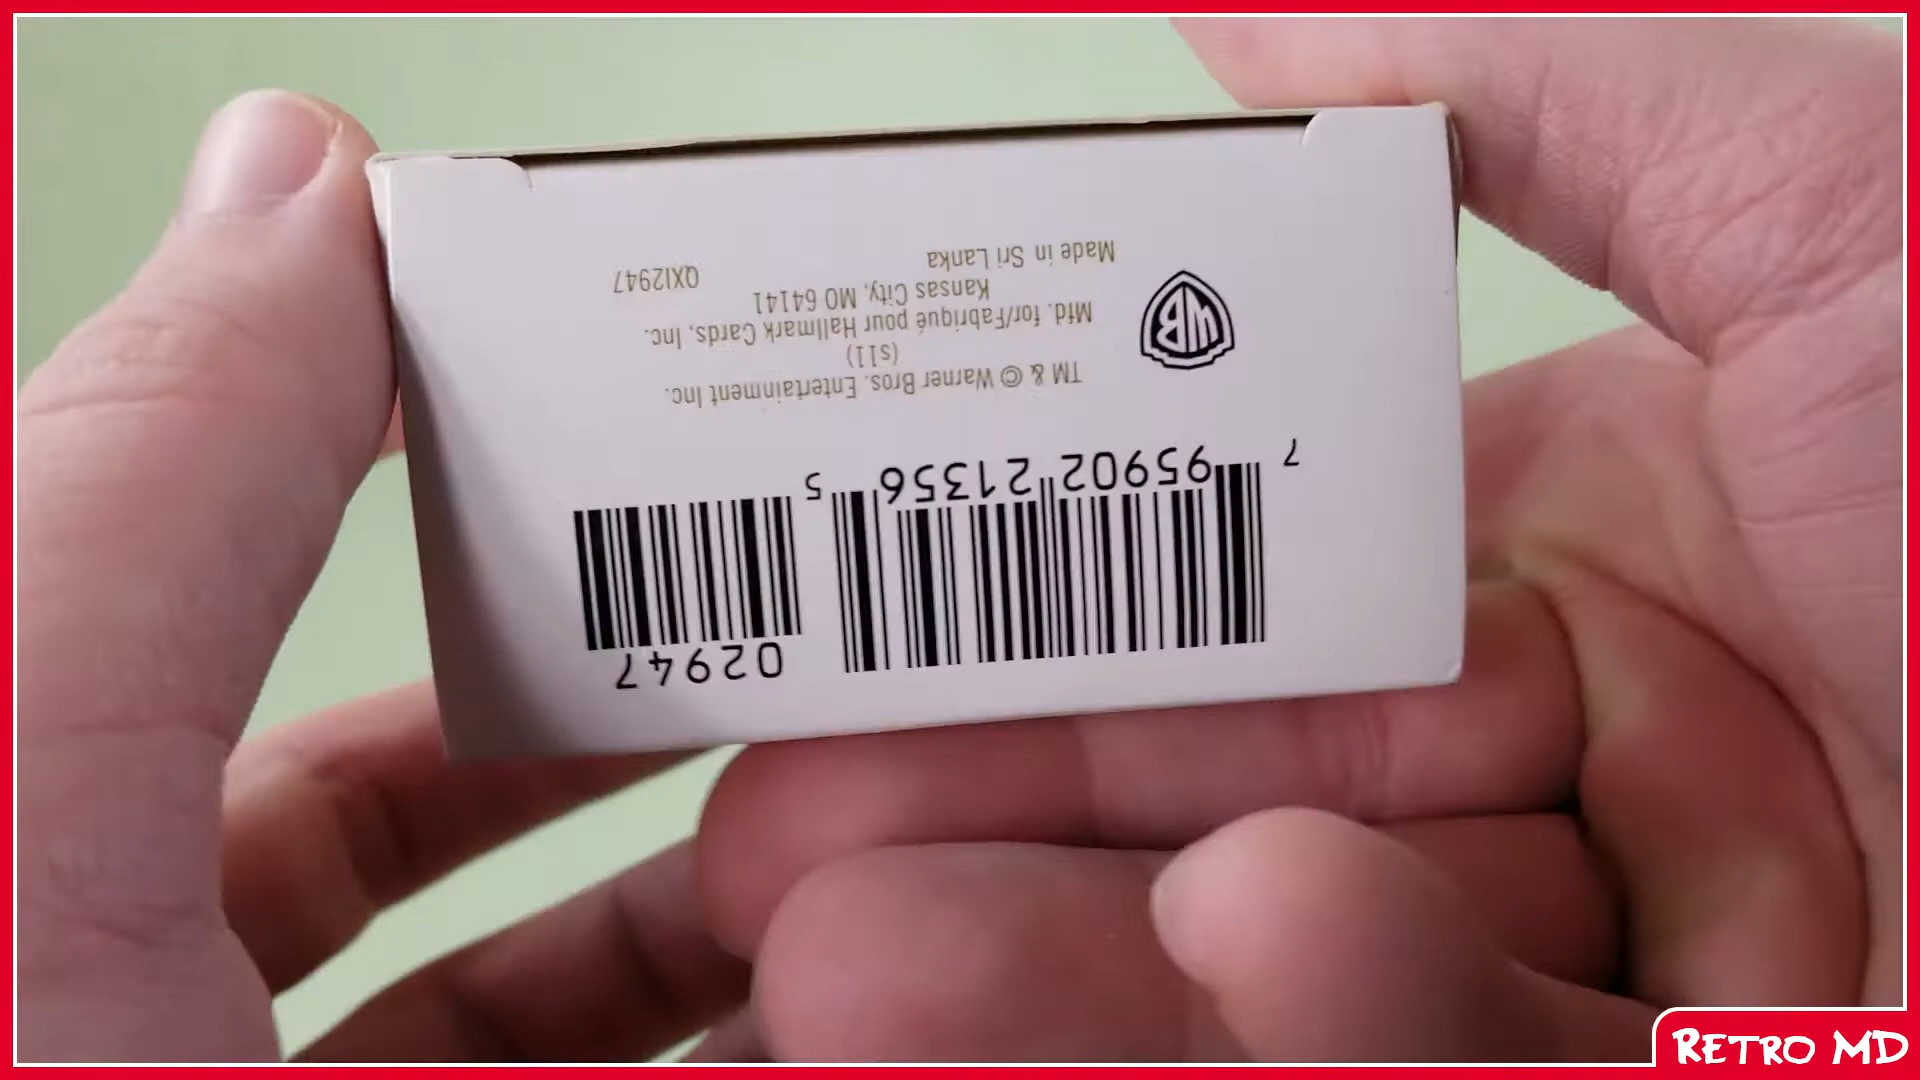 7 95902 21356 5
02947
TM & © Warner Bros. Entertainment Inc.
(s11)
Mfd. for/Fabriqué pour Hallmark Cards, Inc.
Kansas City, MO 64141
Made in Sri Lanka
QXI2947
WB
RETRO MD